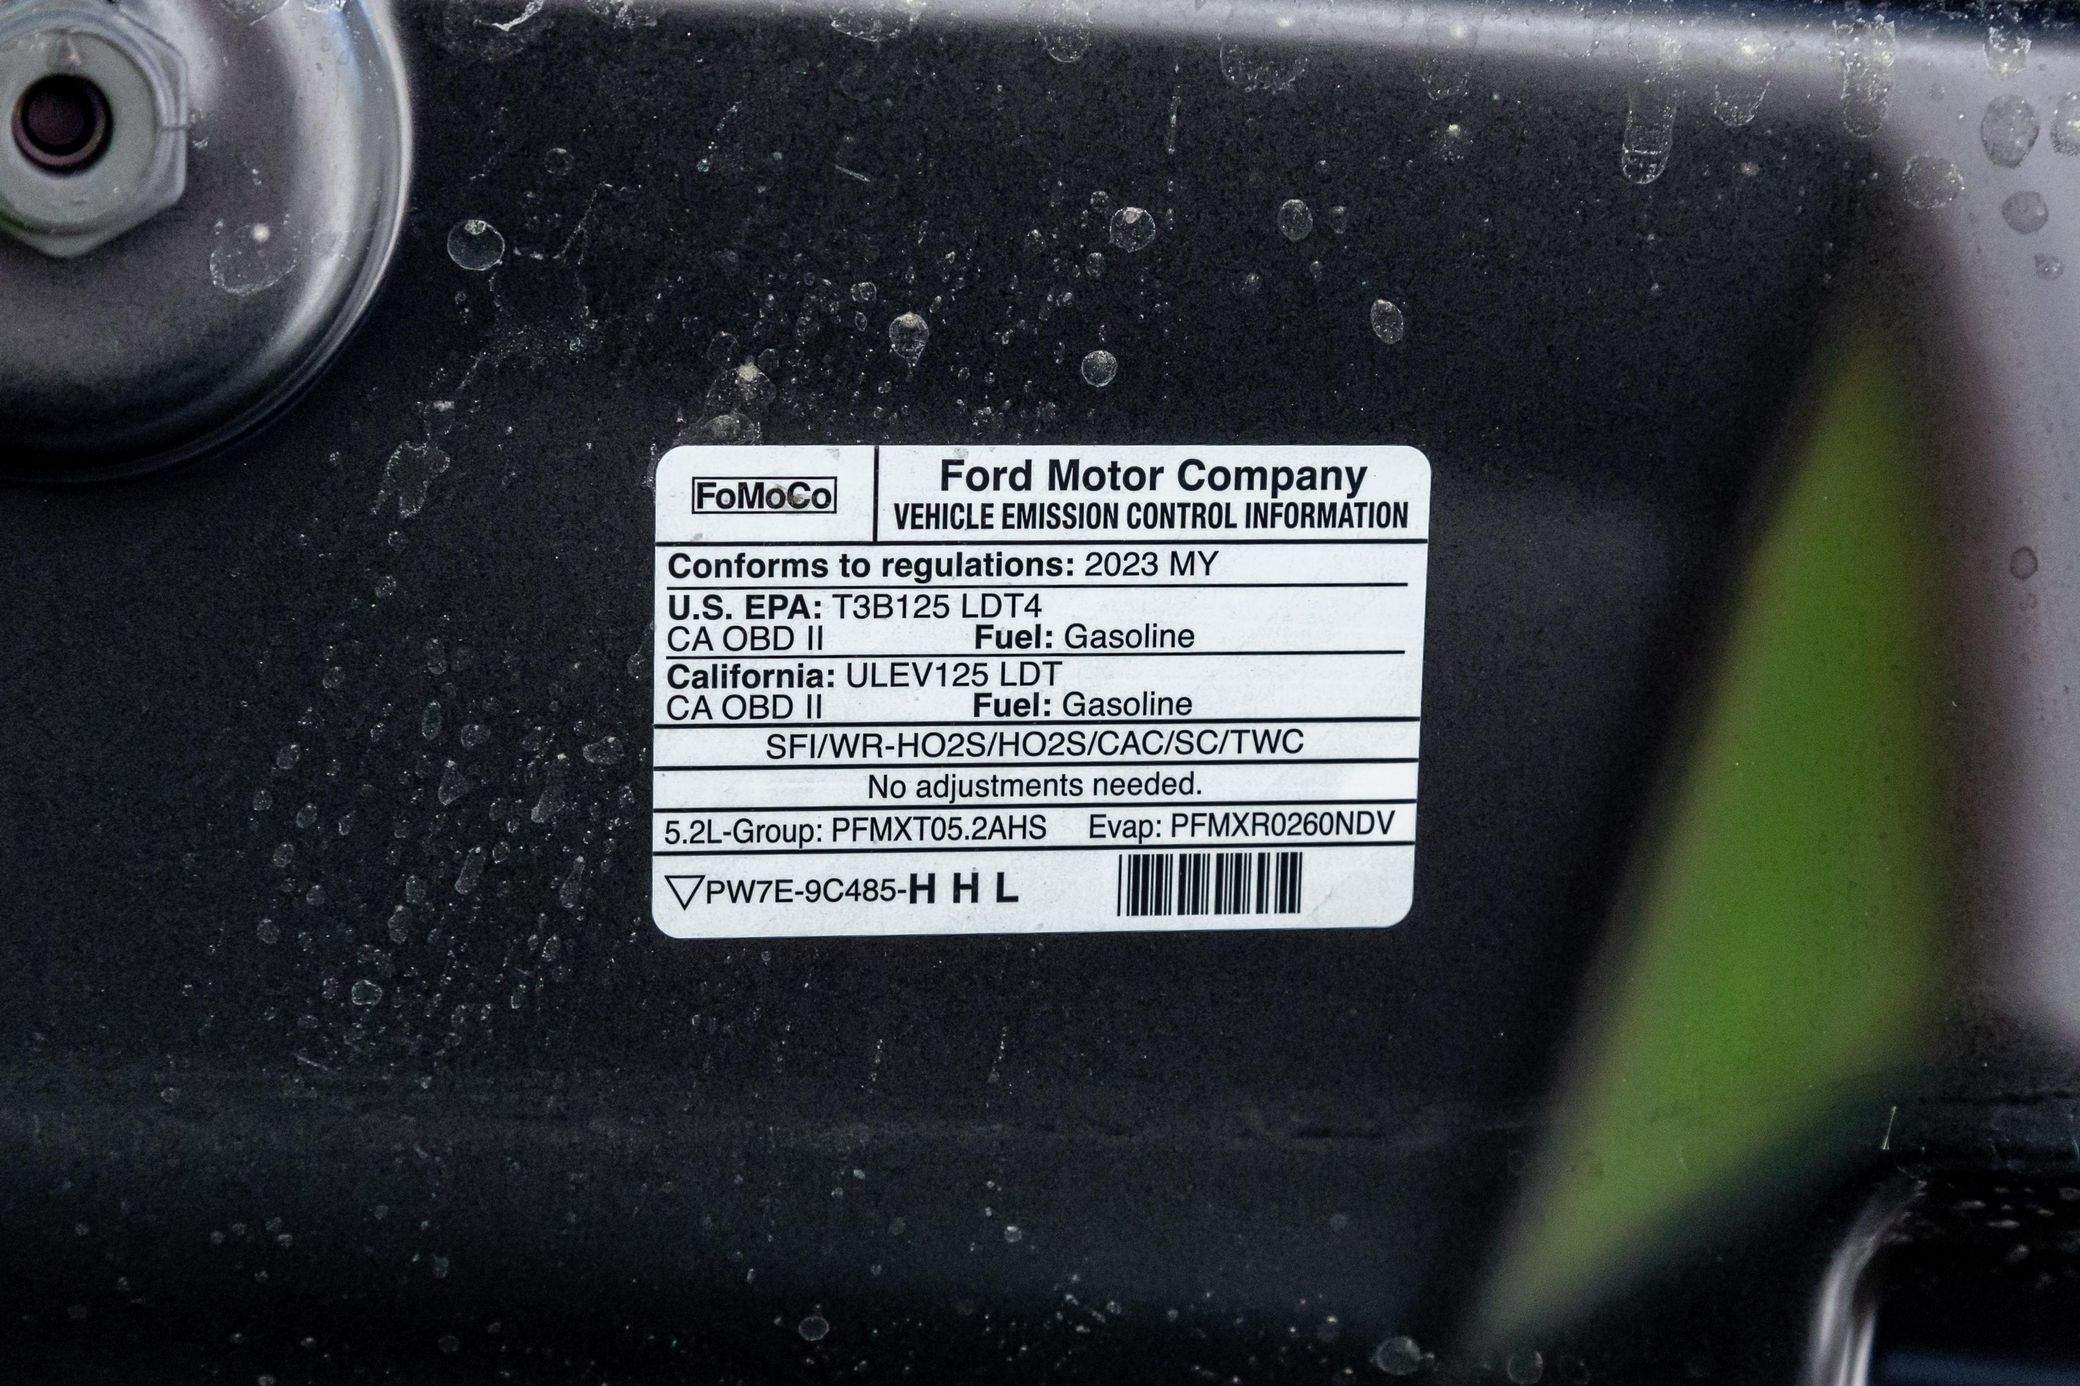 FoMoCo
Ford Motor Company
VEHICLE EMISSION CONTROL INFORMATION
Conforms to regulations: 2023 MY
U.S. EPA: T3B125 LDT4
CA OBD II Fuel: Gasoline
California: ULEV125 LDT
CA OBD II Fuel: Gasoline
SFI/WR-HO2S/HO2S/CAC/SC/TWC
No adjustments needed.
5.2L-Group: PFMXT05.2AHS Evap: PFMXR0260NDV
PW7E-9C485-H H L